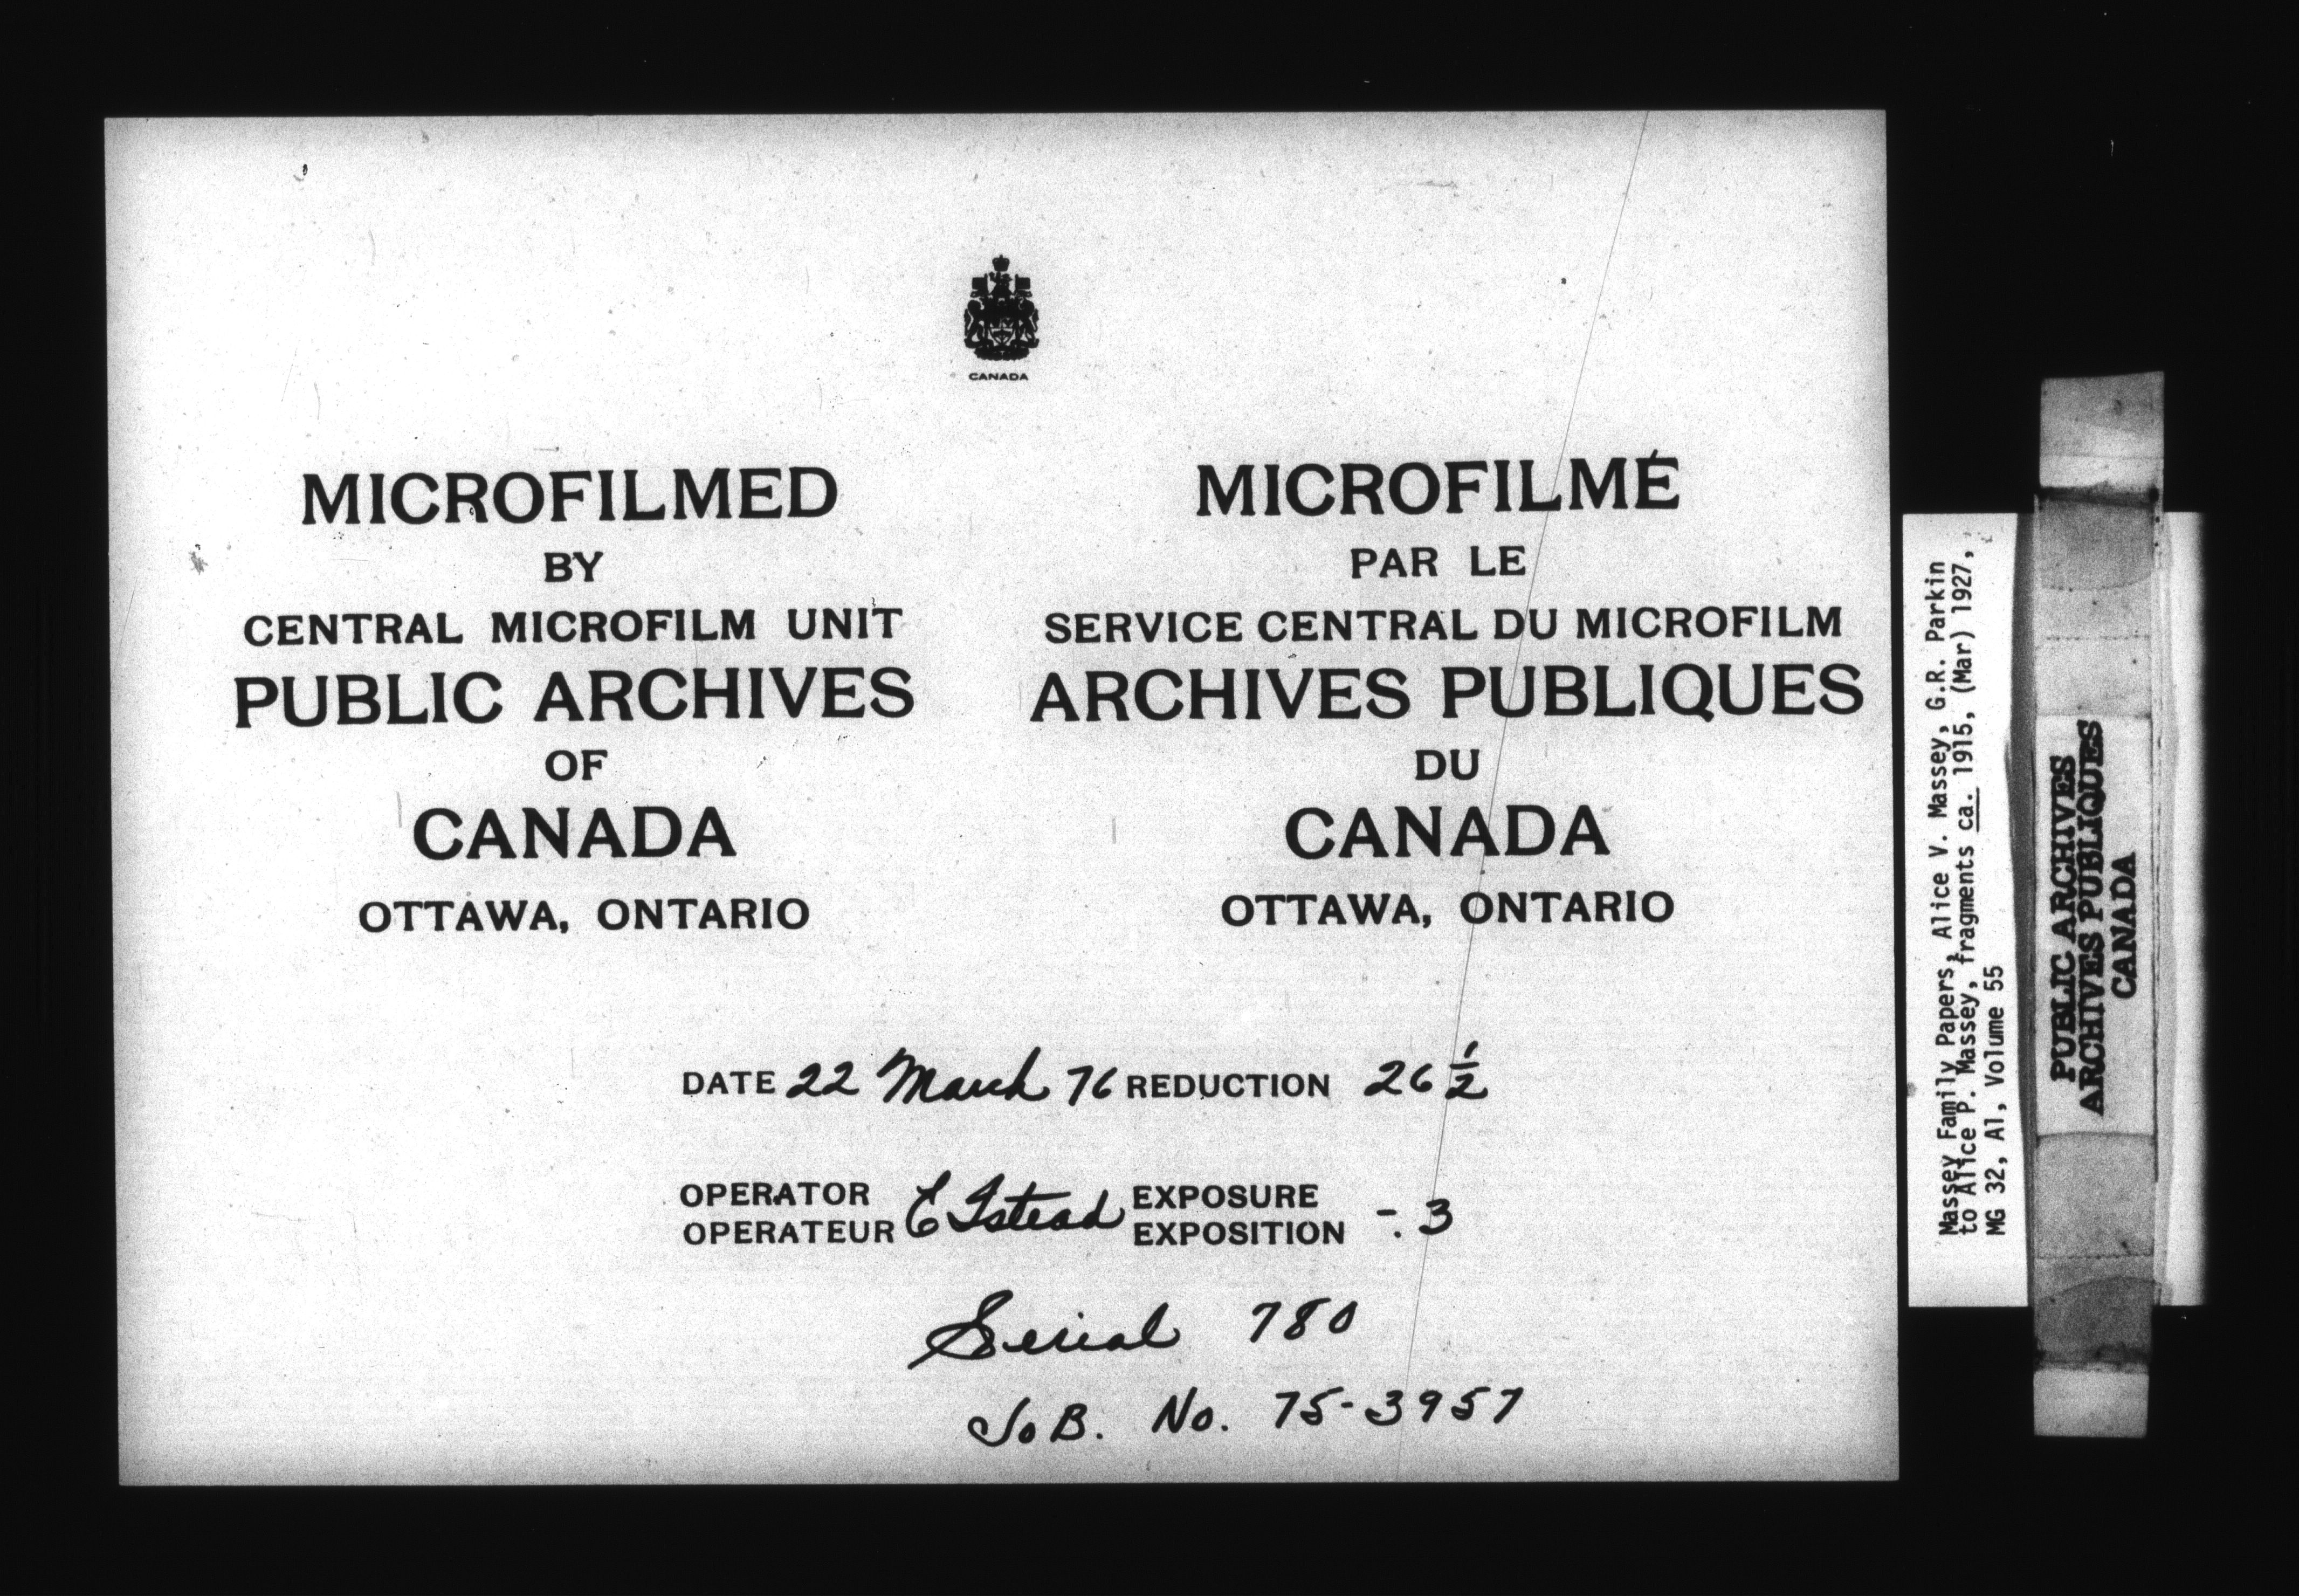 CANADA
MICROFILMED
BY
CENTRAL MICROFILM UNIT
PUBLIC ARCHIVES
OF
CANADA
OTTAWA, ONTARIO
MICROFILMÉ
PAR LE
SERVICE CENTRAL DU MICROFILM
ARCHIVES PUBLIQUES
DU
CANADA
OTTAWA, ONTARIO
DATE 22 March 76 REDUCTION 26 1/2
OPERATOR
OPERATEUR E Istead
EXPOSURE
EXPOSITION -.3
Serial 780
JoB. No. 75-3957
Massey Family Papers, Alice V. Massey, G.R. Parkin
to Alice P. Massey, fragments ca. 1915, (Mar) 1927,
MG 32, A1, Volume 55
PUBLIC ARCHIVES
ARCHIVES PUBLIQUES
CANADA